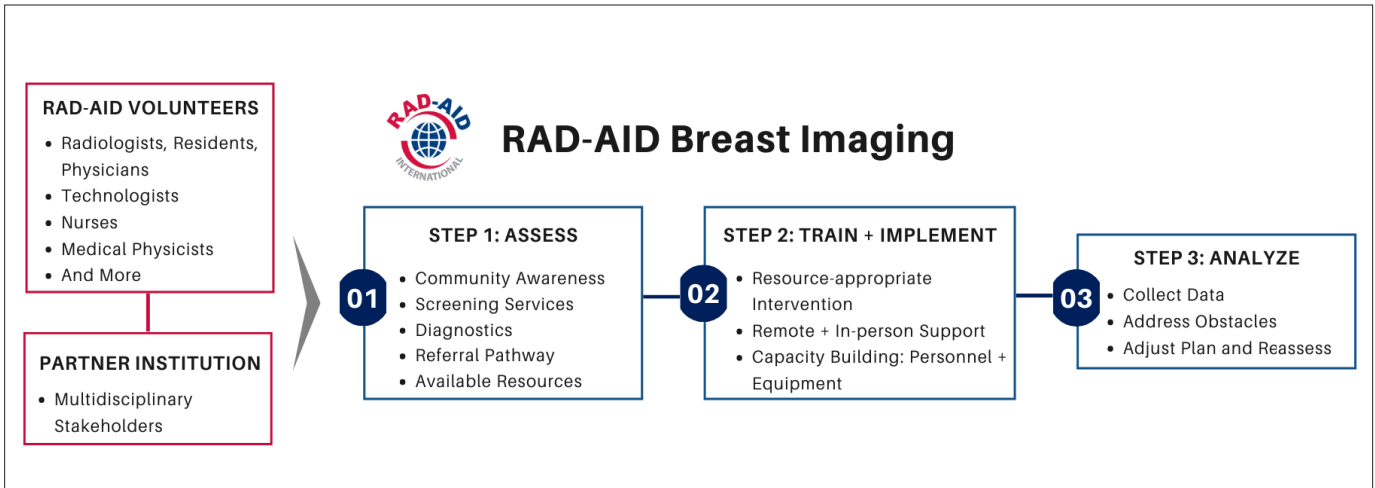 RAD-AID VOLUNTEERS
• Radiologists, Residents,
Physicians
• Technologists
• Nurses
• Medical Physicists
• And More
PARTNER INSTITUTION
• Multidisciplinary
Stakeholders
RAD-AID
INTERNATIONAL
RAD-AID Breast Imaging
01
STEP 1: ASSESS
• Community Awareness
• Screening Services
• Diagnostics
• Referral Pathway
• Available Resources
02
STEP 2: TRAIN + IMPLEMENT
• Resource-appropriate
Intervention
• Remote + In-person Support
• Capacity Building: Personnel +
Equipment
03
STEP 3: ANALYZE
• Collect Data
• Address Obstacles
• Adjust Plan and Reassess